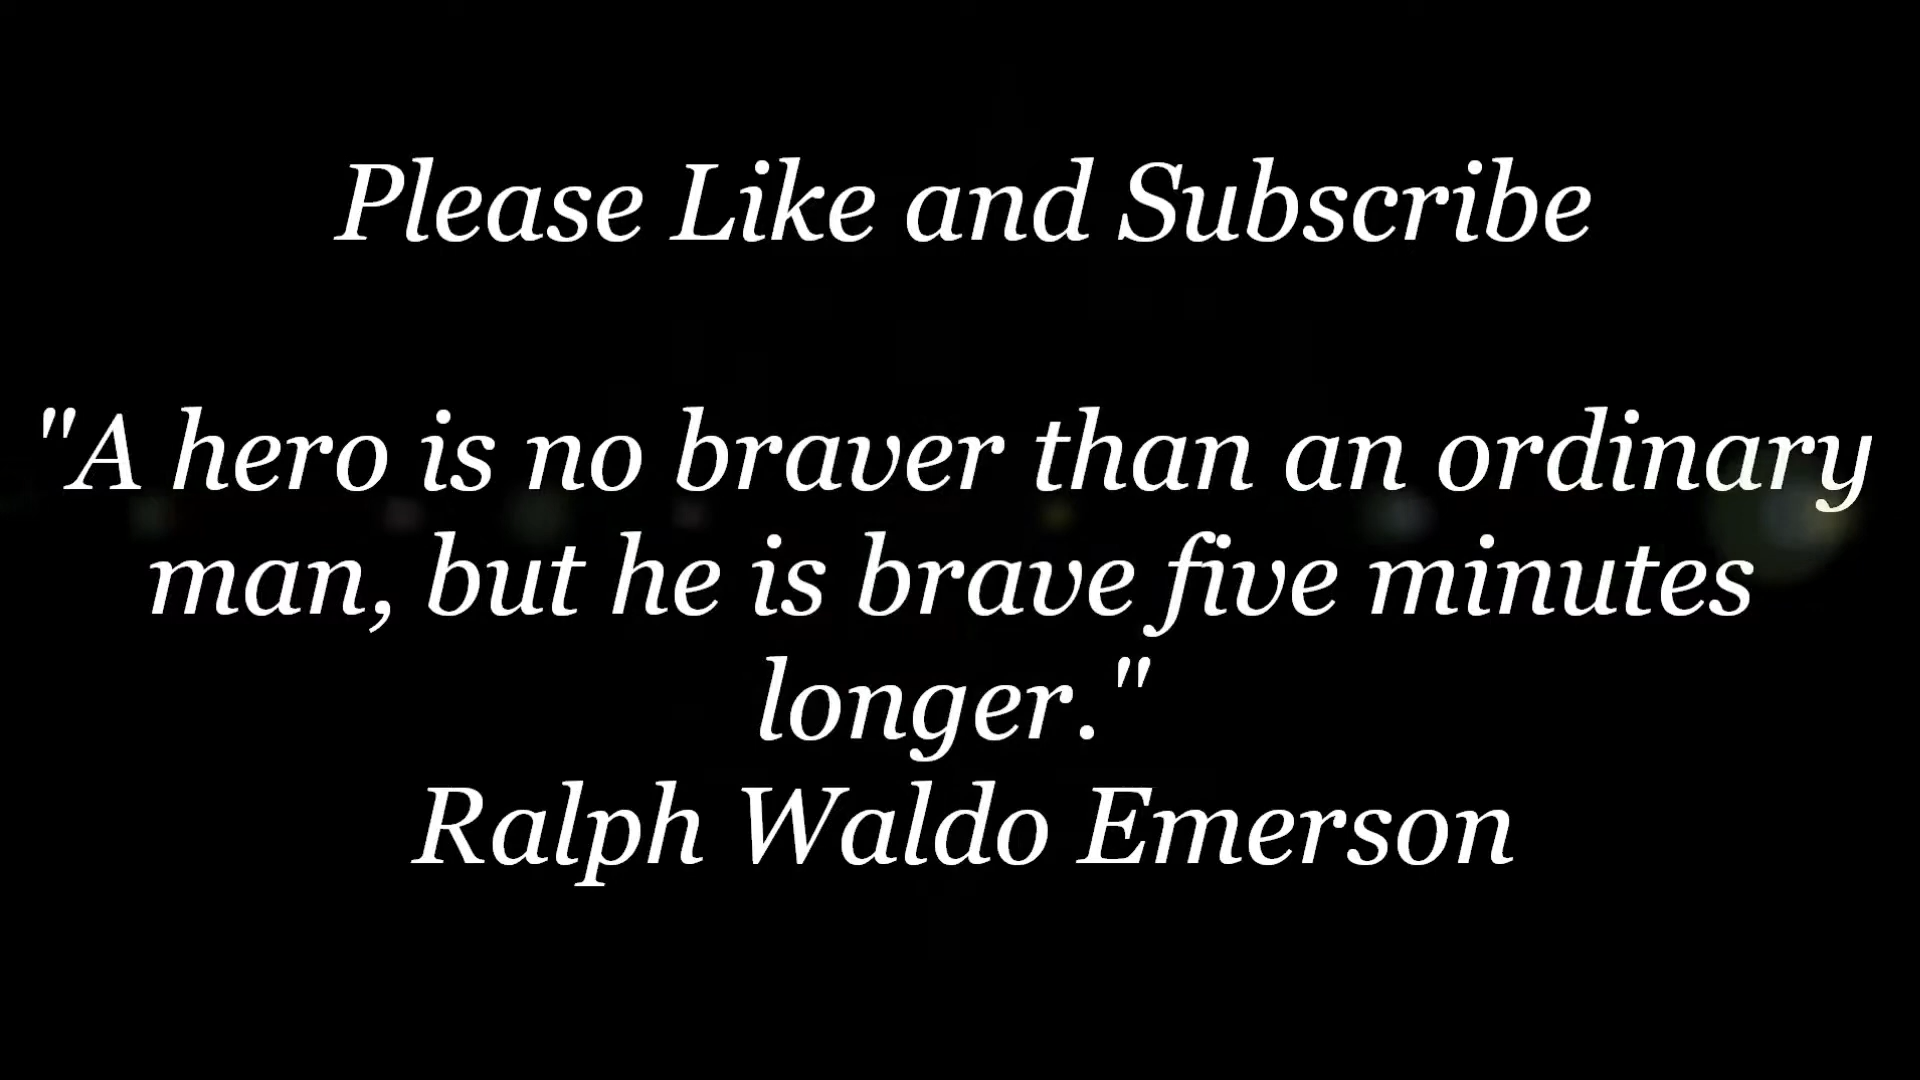 Please Like and Subscribe
"A hero is no braver than an ordinary
man, but he is brave five minutes
longer."
Ralph Waldo Emerson